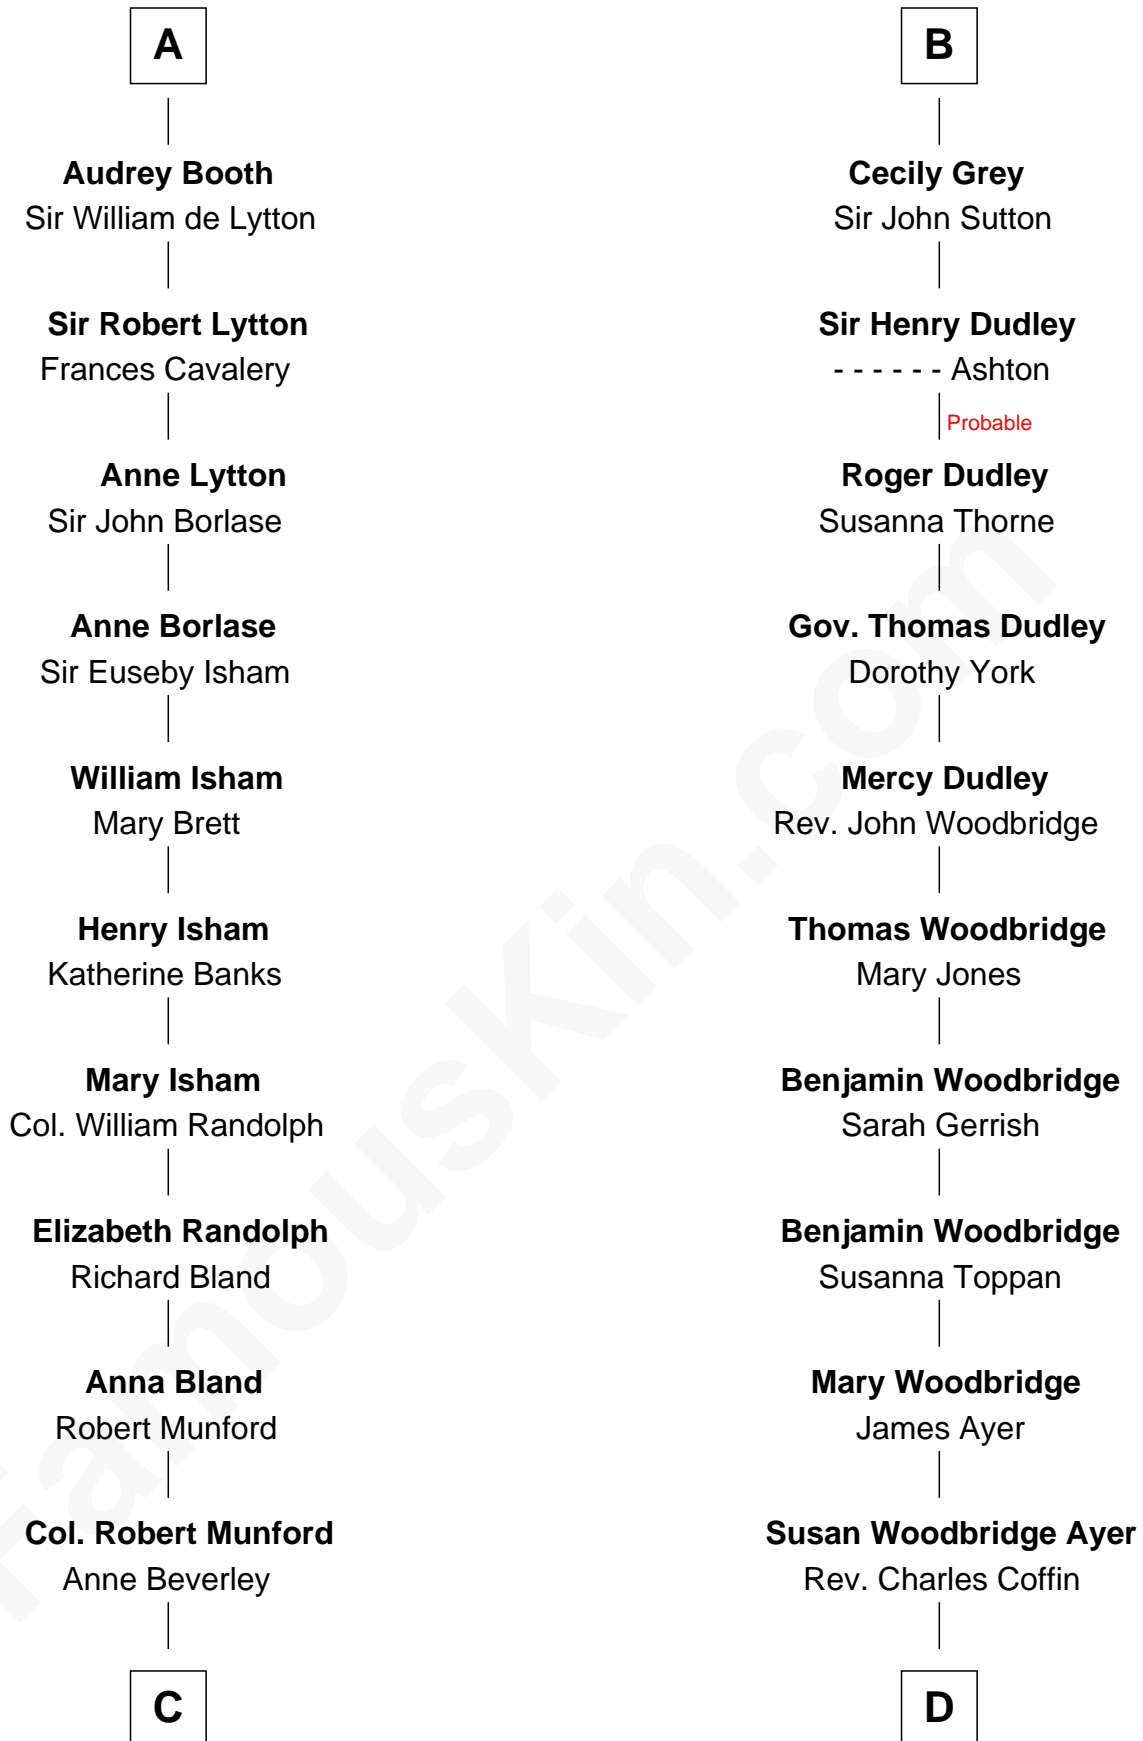 A
Audrey Booth
Sir William de Lytton
Sir Robert Lytton
Frances Cavalery
Anne Lytton
Sir John Borlase
Anne Borlase
Sir Euseby Isham
William Isham
Mary Brett
Henry Isham
Katherine Banks
Mary Isham
Col. William Randolph
Elizabeth Randolph
Richard Bland
Anna Bland
Robert Munford
Col. Robert Munford
Anne Beverley
C
B
Cecily Grey
Sir John Sutton
Sir Henry Dudley
- - - - - - Ashton
Probable
Roger Dudley
Susanna Thorne
Gov. Thomas Dudley
Dorothy York
Mercy Dudley
Rev. John Woodbridge
Thomas Woodbridge
Mary Jones
Benjamin Woodbridge
Sarah Gerrish
Benjamin Woodbridge
Susanna Toppan
Mary Woodbridge
James Ayer
Susan Woodbridge Ayer
Rev. Charles Coffin
D
FamousKin.com